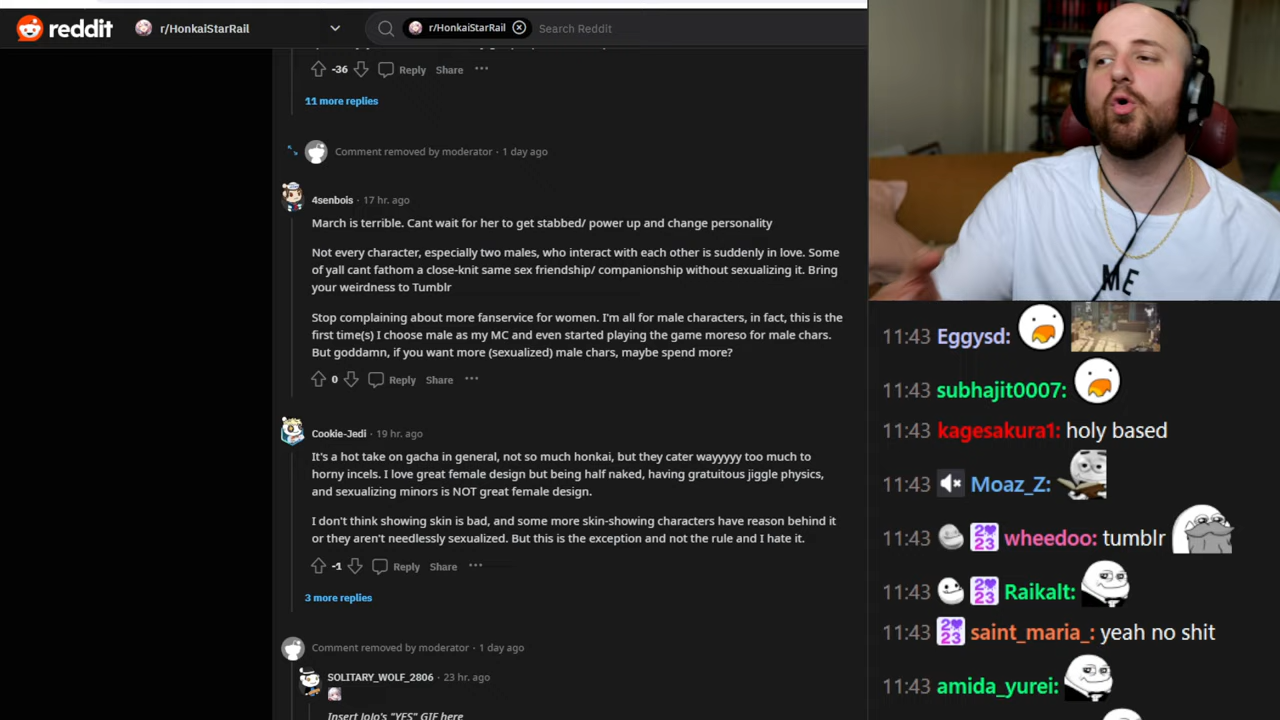 reddit
r/HonkaiStarRail
r/HonkaiStarRail
Search Reddit
-36
Reply
Share
11 more replies
Comment removed by moderator · 1 day ago
4senbois · 17 hr. ago
March is terrible. Cant wait for her to get stabbed/ power up and change personality
Not every character, especially two males, who interact with each other is suddenly in love. Some
of yall cant fathom a close-knit same sex friendship/ companionship without sexualizing it. Bring
your weirdness to Tumblr
Stop complaining about more fanservice for women. I'm all for male characters, in fact, this is the
first time(s) I choose male as my MC and even started playing the game moreso for male chars.
But goddamn, if you want more (sexualized) male chars, maybe spend more?
0
Reply
Share
Cookie-Jedi · 19 hr. ago
It's a hot take on gacha in general, not so much honkai, but they cater wayyyyy too much to
horny incels. I love great female design but being half naked, having gratuitous jiggle physics,
and sexualizing minors is NOT great female design.
I don't think showing skin is bad, and some more skin-showing characters have reason behind it
or they aren't needlessly sexualized. But this is the exception and not the rule and I hate it.
-1
Reply
Share
3 more replies
Comment removed by moderator · 1 day ago
SOLITARY_WOLF_2806 · 23 hr. ago
Insert JoJo's "YES" GIF here
ME
11:43 Eggysd:
11:43 subhajit0007:
11:43 kagesakura1: holy based
11:43 Moaz_Z:
11:43 wheedoo: tumblr
11:43 Raikalt:
11:43 saint_maria_: yeah no shit
11:43 amida_yurei: